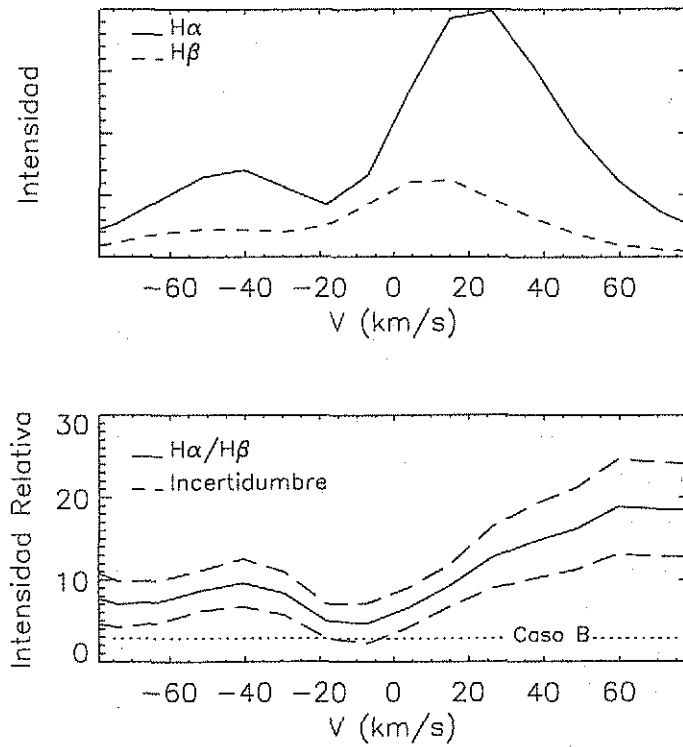 Hα
Hβ
Intensidad
−60 −40 −20 0 20 40 60
V (km/s)
30
20
10
0
Hα/Hβ
Incertidumbre
Caso B
Intensidad Relativa
−60 −40 −20 0 20 40 60
V (km/s)